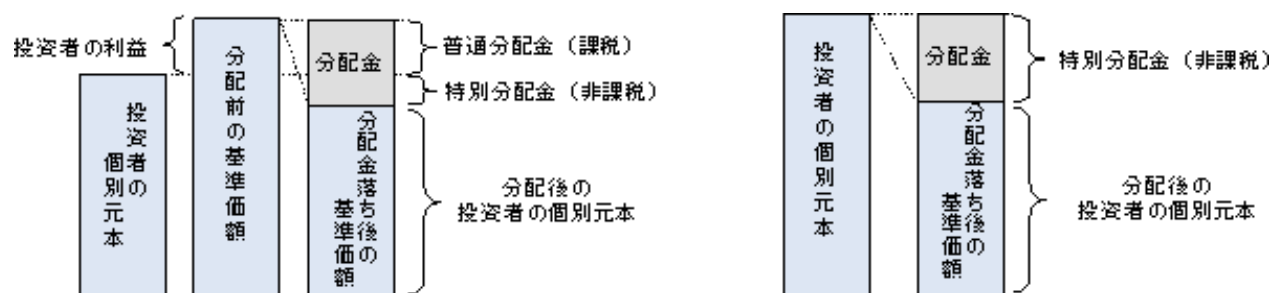 投資者の利益
投資者の
個別元本
分配前の基準価額
分配金
分配金落ち後の
基準価額
普通分配金（課税）
特別分配金（非課税）
分配後の
投資者の個別元本
投資者の個別元本
分配金
分配金落ち後の
基準価額
特別分配金（非課税）
分配後の
投資者の個別元本